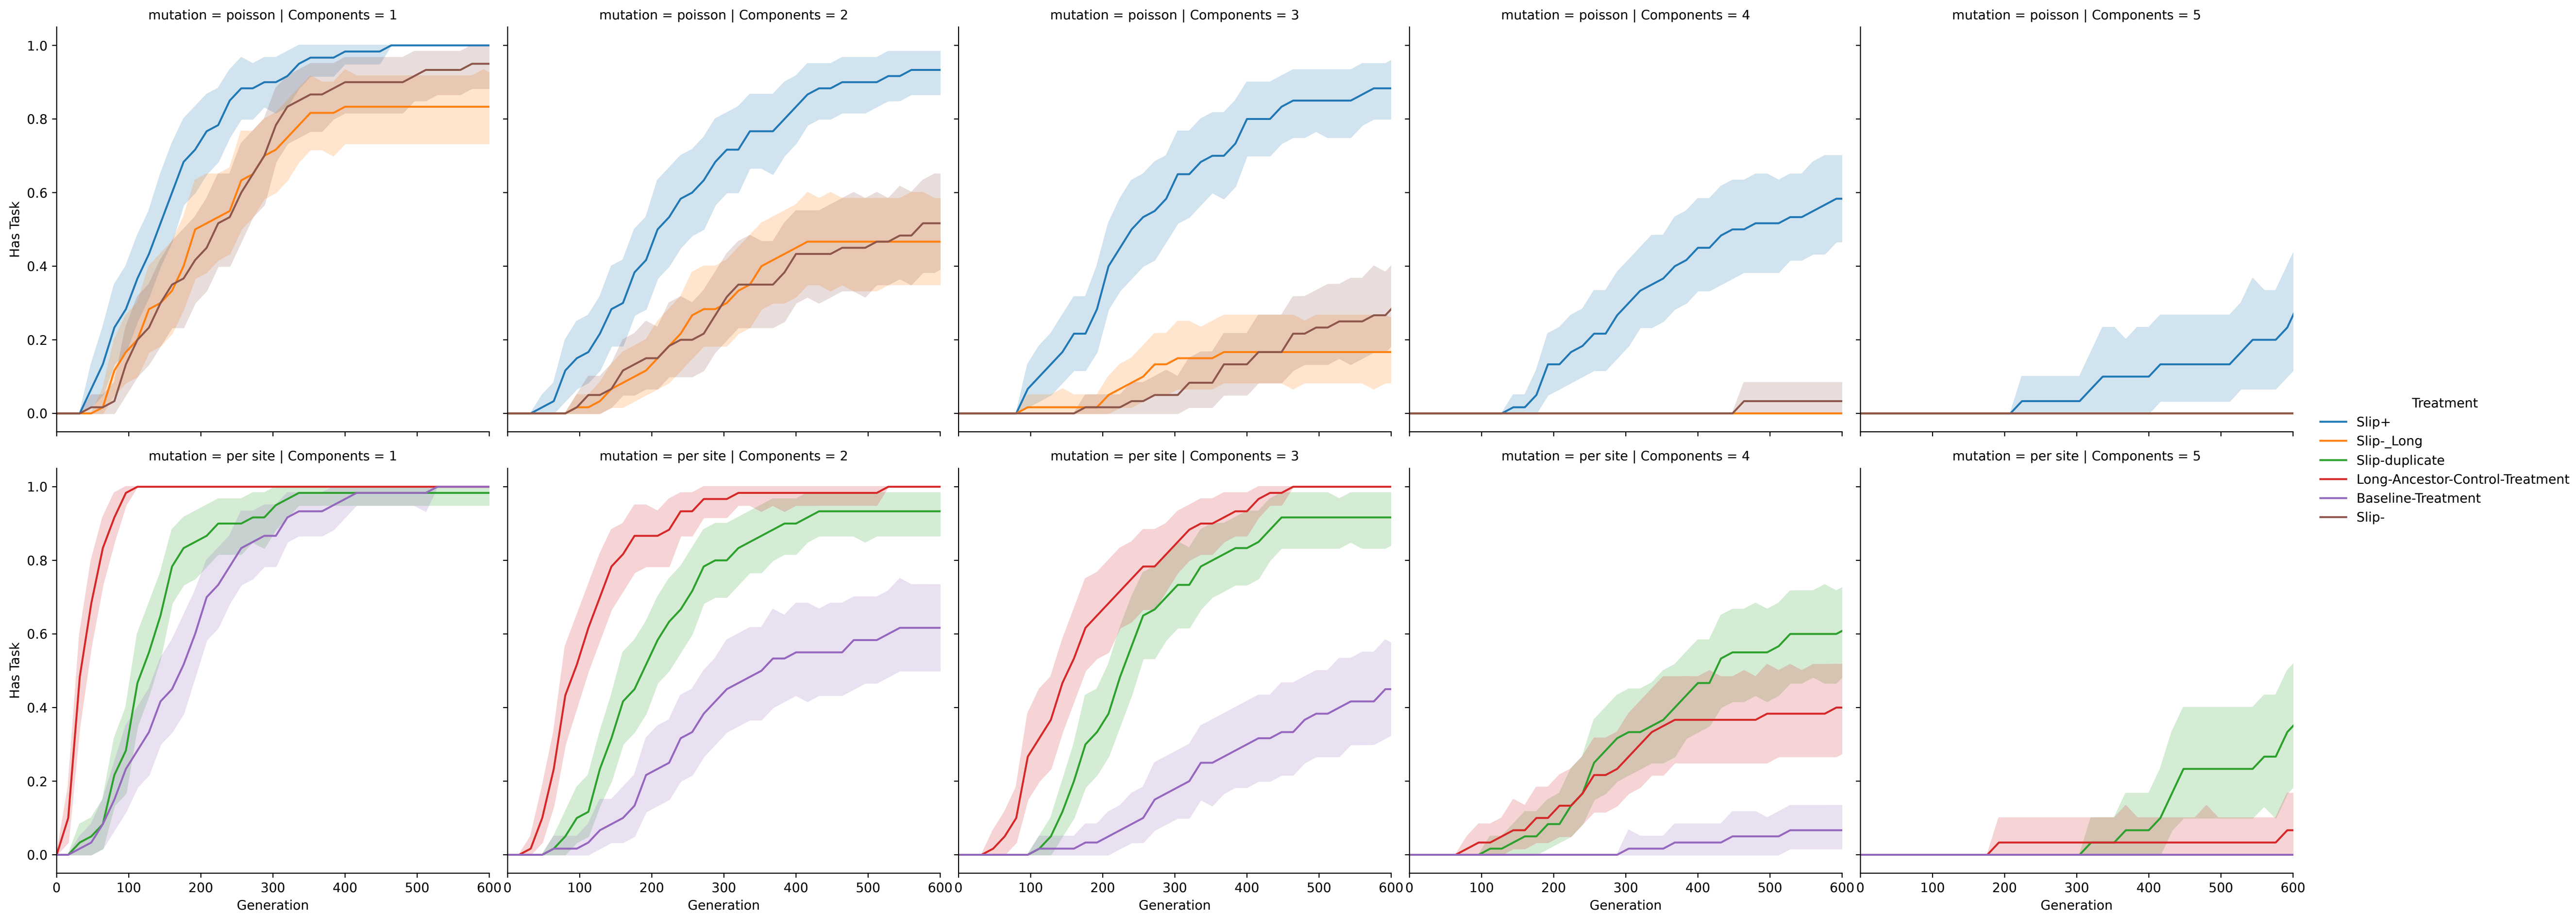 mutation = poisson | Components = 1
mutation = poisson | Components = 2
mutation = poisson | Components = 3
mutation = poisson | Components = 4
mutation = poisson | Components = 5
1.0
0.8
0.6
0.4
0.2
0.0
Has Task
Treatment
Slip+
Slip-_Long
Slip-duplicate
Long-Ancestor-Control-Treatment
Baseline-Treatment
Slip-
mutation = per site | Components = 1
mutation = per site | Components = 2
mutation = per site | Components = 3
mutation = per site | Components = 4
mutation = per site | Components = 5
1.0
0.8
0.6
0.4
0.2
0.0
Has Task
0 100 200 300 400 500 600
0 100 200 300 400 500 600
0 100 200 300 400 500 600
0 100 200 300 400 500 600
0 100 200 300 400 500 600
Generation
Generation
Generation
Generation
Generation